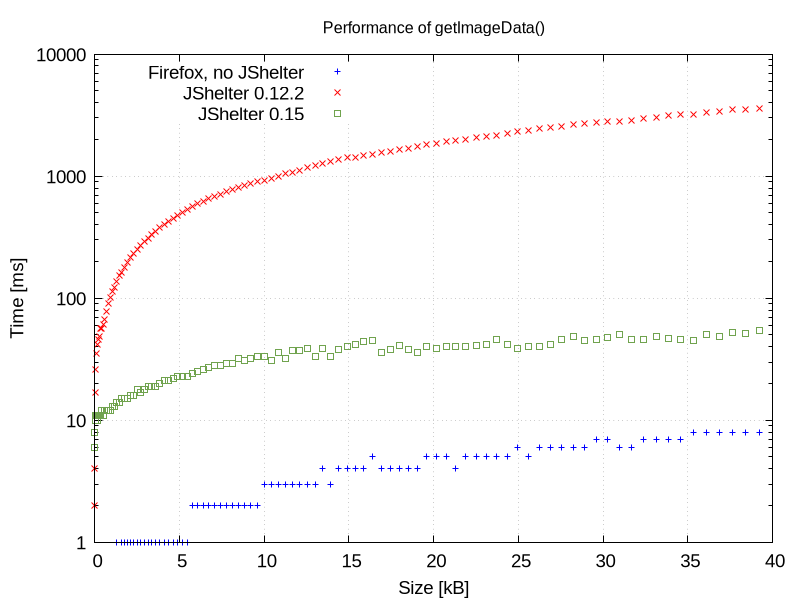 Performance of getImageData()
10000
1000
100
10
1
Time [ms]
Firefox, no JShelter
JShelter 0.12.2
JShelter 0.15
0 5 10 15 20 25 30 35 40
Size [kB]